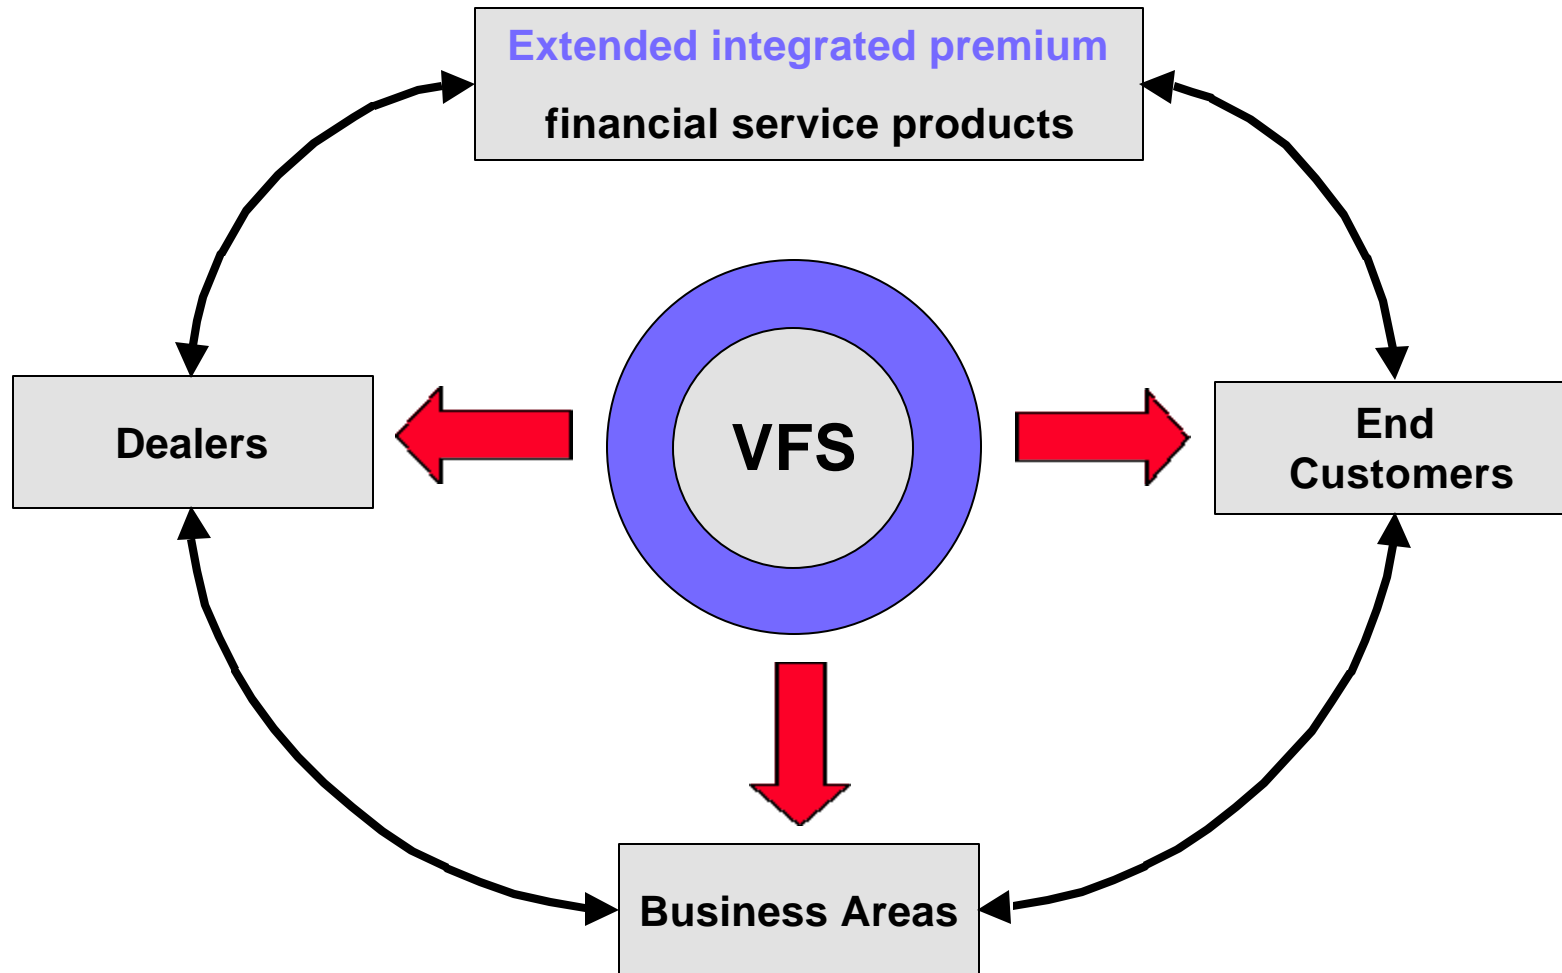 Extended integrated premium
financial service products
Dealers
VFS
End
Customers
Business Areas